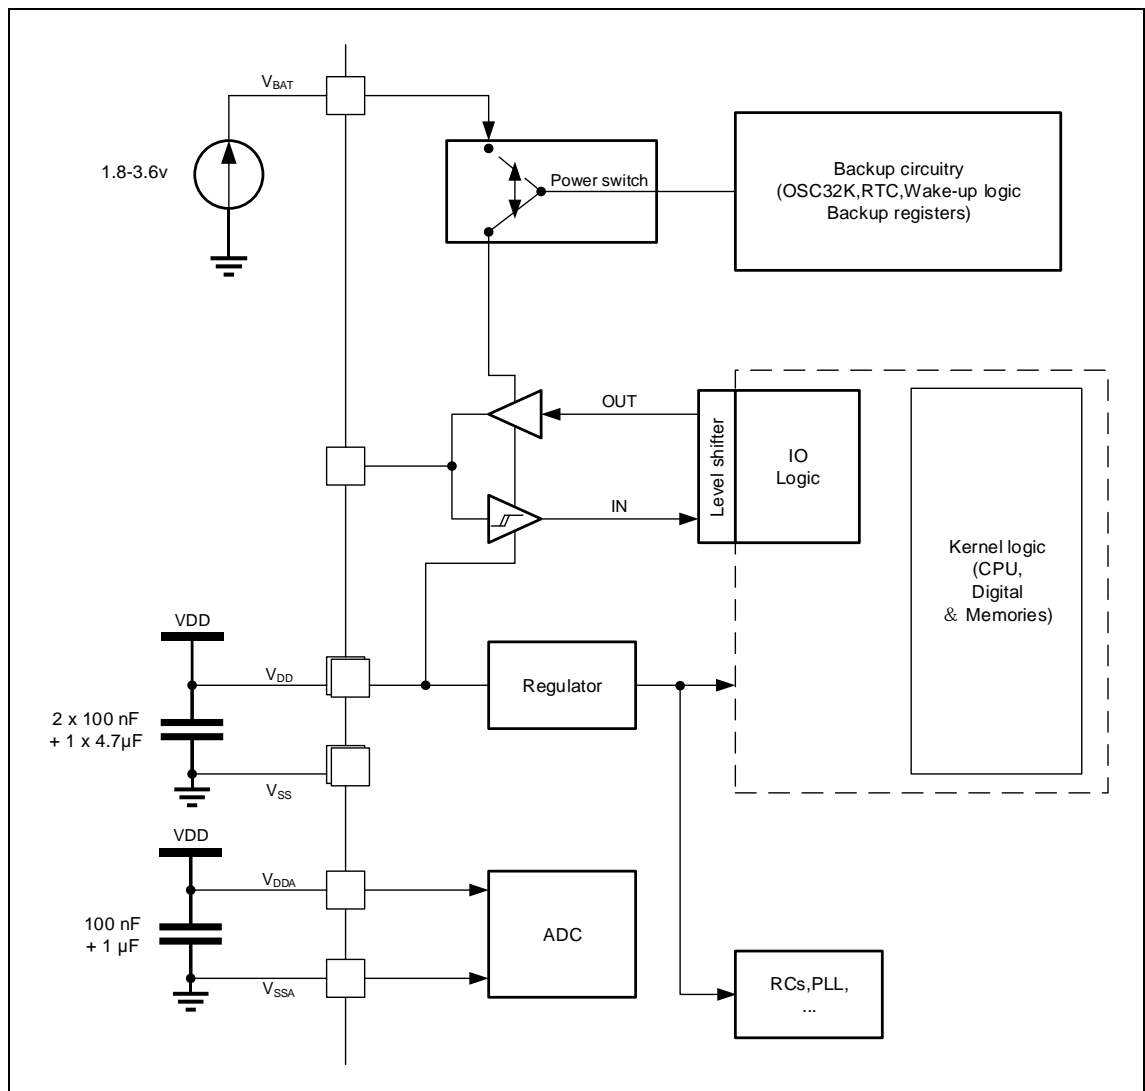 VBAT
1.8-3.6v
Power switch
Backup circuitry
(OSC32K,RTC,Wake-up logic
Backup registers)
OUT
Level shifter
IO
Logic
IN
Kernel logic
(CPU,
Digital
& Memories)
VDD
VDD
Regulator
2 x 100 nF
+ 1 x 4.7µF
VSS
VDD
VDDA
100 nF
+ 1 µF
ADC
VSSA
RCs,PLL,
...